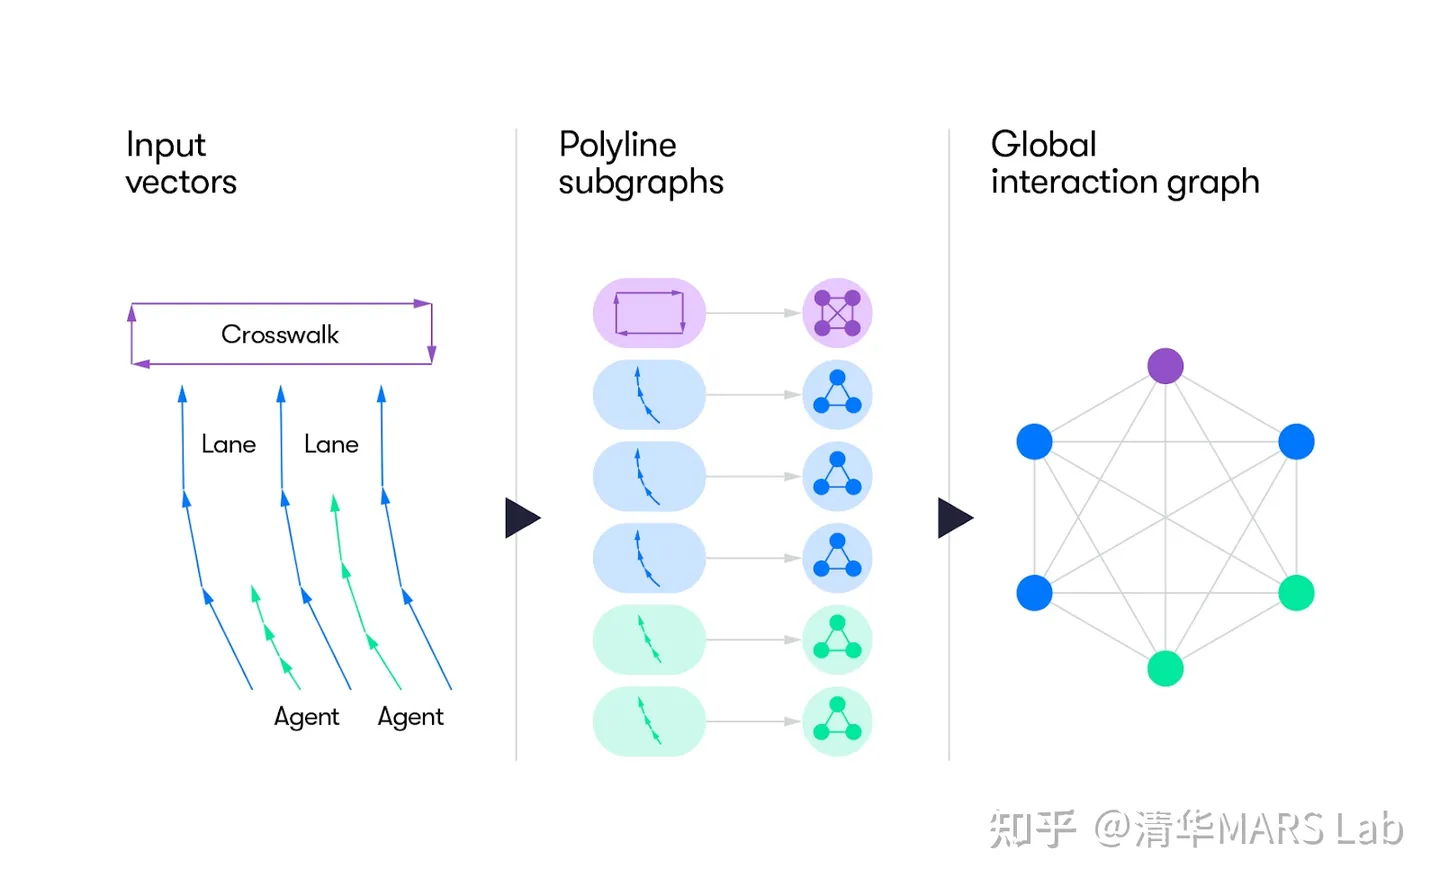 Input
vectors
Polyline
subgraphs
Global
interaction graph
Crosswalk
Lane
Lane
Agent
Agent
知乎 @清华MARS Lab